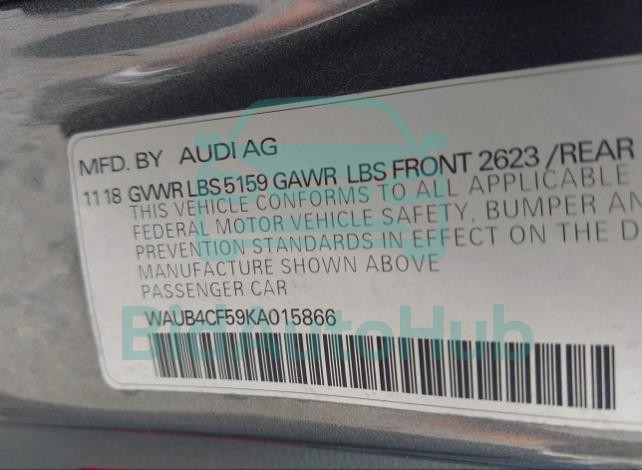 MFD. BY AUDI AG
1118 GVWR LBS 5159 GAWR LBS FRONT 2623 /REAR
THIS VEHICLE CONFORMS TO ALL APPLICABLE
FEDERAL MOTOR VEHICLE SAFETY, BUMPER AN
PREVENTION STANDARDS IN EFFECT ON THE D
MANUFACTURE SHOWN ABOVE
PASSENGER CAR
WAUB4CF59KA015866
BidAutoHub